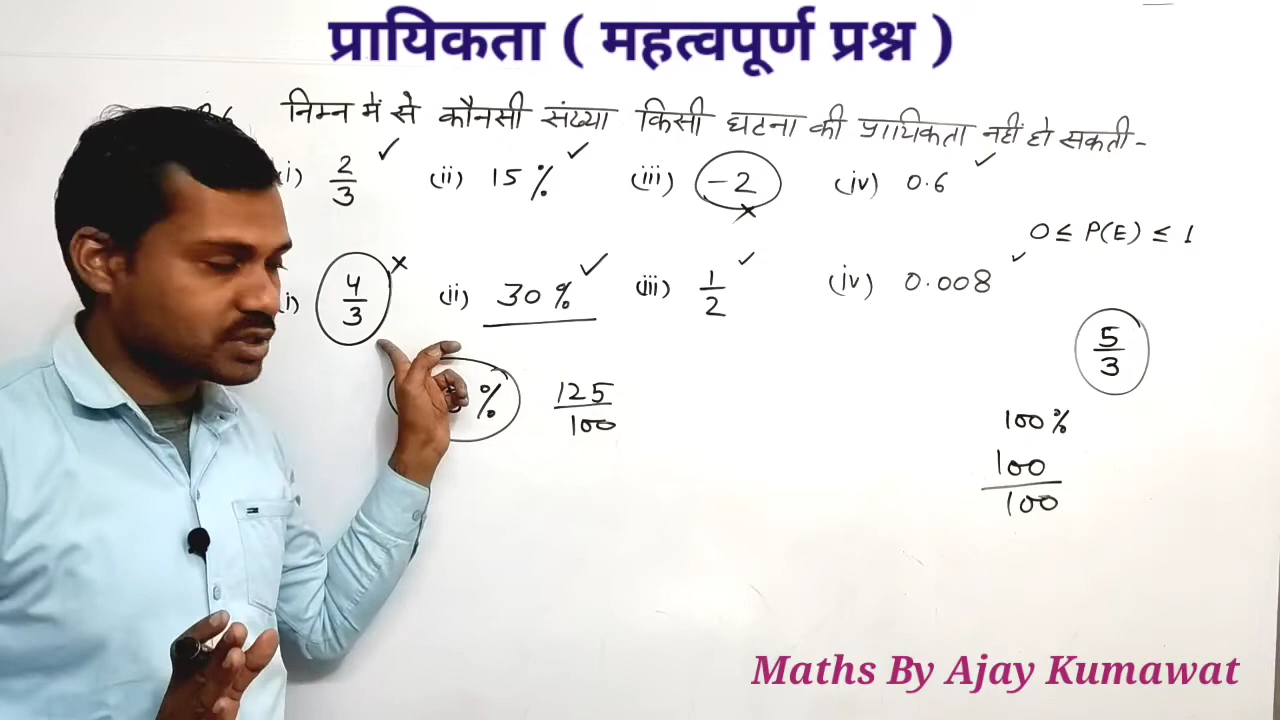 प्रायिकता ( महत्वपूर्ण प्रश्न )
निम्न में से कौनसी संख्या किसी घटना की प्रायिकता नहीं हो सकती -
i) 2/3 ✓ (ii) 15 % ✓ (iii) -2 × (iv) 0.6 ✓
0 ≤ P(E) ≤ 1
i) 4/3 × (ii) 30 % ✓ (iii) 1/2 ✓ (iv) 0.008 ✓
5/3
% 125/100
100 %
100/100
Maths By Ajay Kumawat